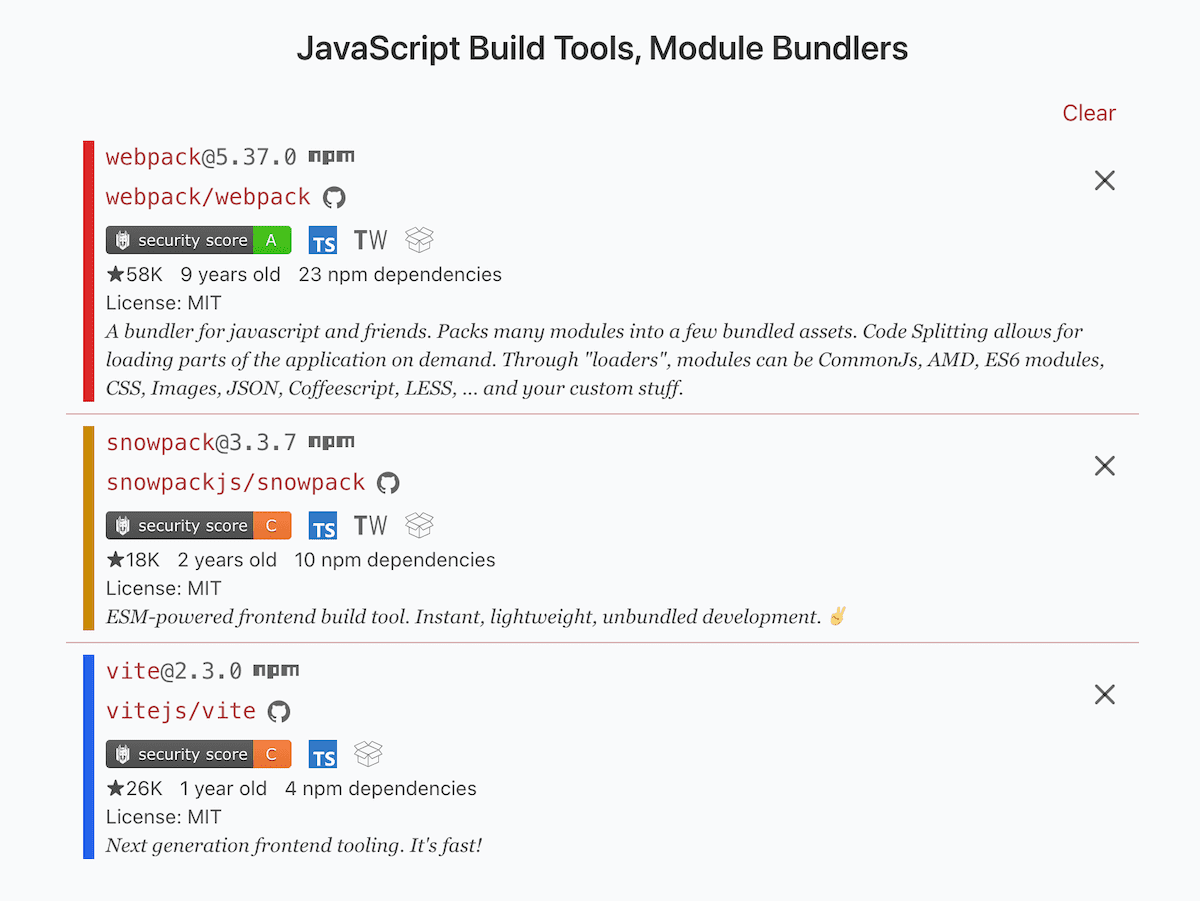 JavaScript Build Tools, Module Bundlers
Clear
webpack@5.37.0 npm
webpack/webpack
security score A TS TW
★58K 9 years old 23 npm dependencies
License: MIT
A bundler for javascript and friends. Packs many modules into a few bundled assets. Code Splitting allows for
loading parts of the application on demand. Through "loaders", modules can be CommonJs, AMD, ES6 modules,
CSS, Images, JSON, Coffeescript, LESS, ... and your custom stuff.
snowpack@3.3.7 npm
snowpackjs/snowpack
security score C TS TW
★18K 2 years old 10 npm dependencies
License: MIT
ESM-powered frontend build tool. Instant, lightweight, unbundled development. ✌️
vite@2.3.0 npm
vitejs/vite
security score C TS
★26K 1 year old 4 npm dependencies
License: MIT
Next generation frontend tooling. It's fast!